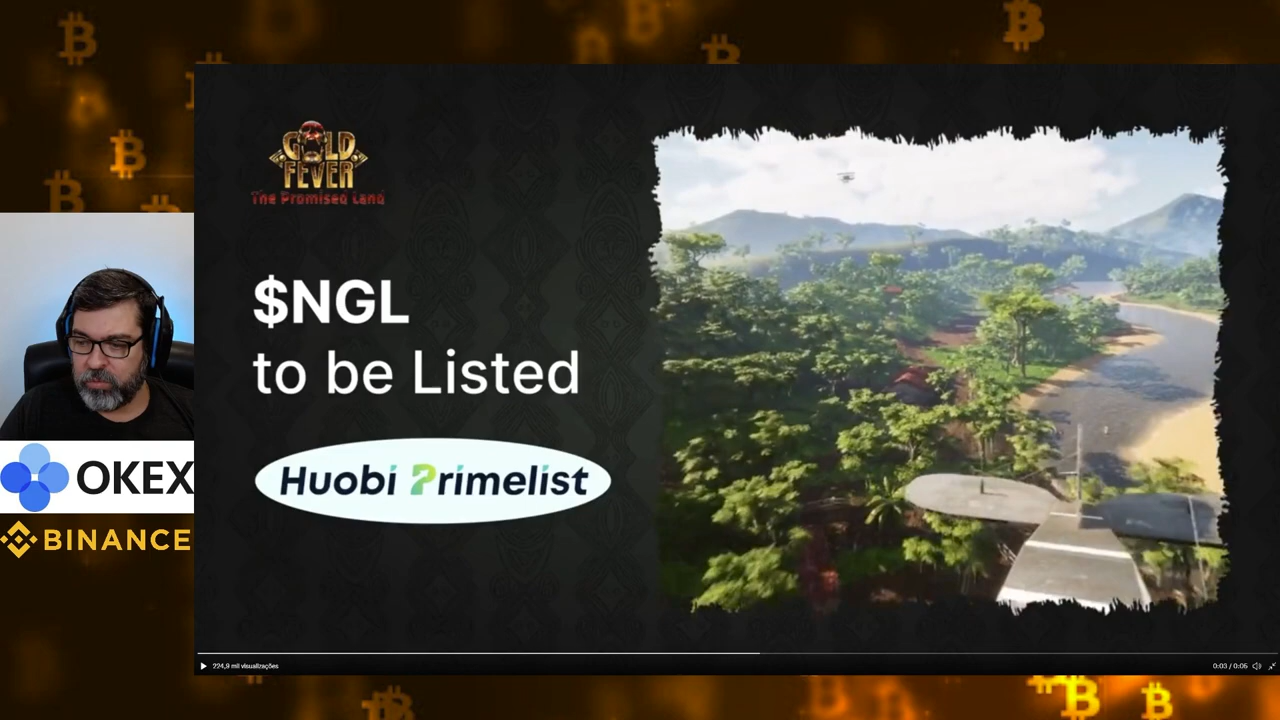 GOLD
FEVER
The Promised Land
$NGL
to be Listed
Huobi Primelist
OKEX
BINANCE
224,9 mil visualizações
0:03 / 0:05